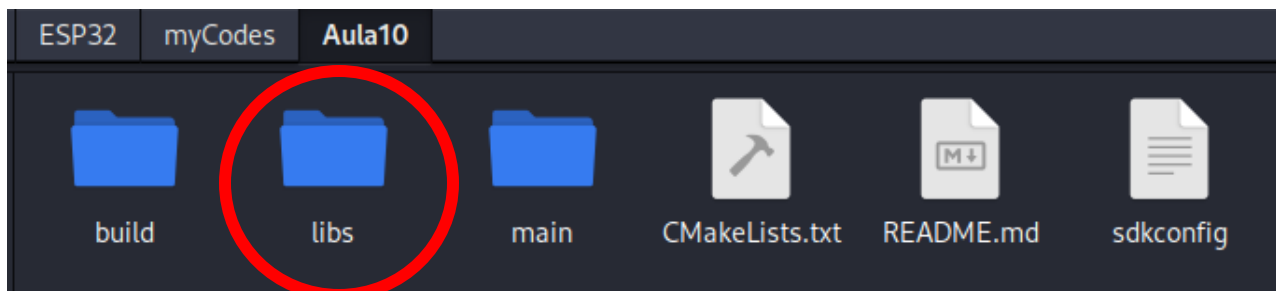 ESP32 myCodes Aula10
M↓
build libs main CMakeLists.txt README.md sdkconfig